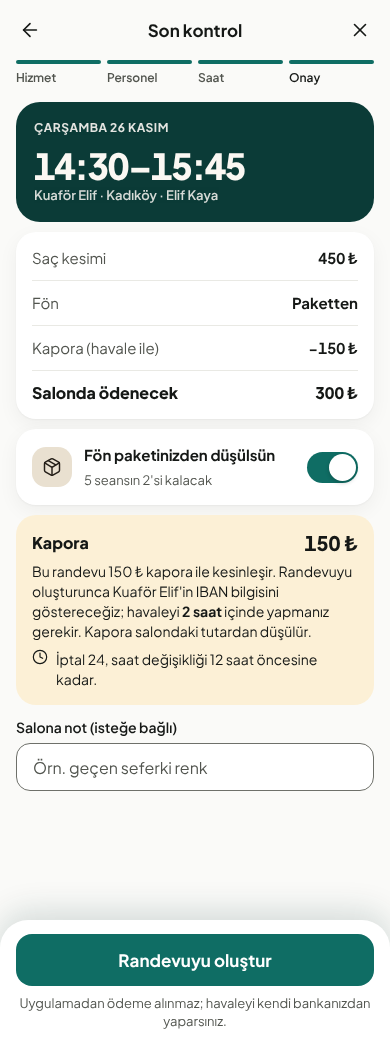 Son kontrol
Hizmet
Personel
Saat
Onay
ÇARŞAMBA 26 KASIM
14:30–15:45
Kuaför Elif · Kadıköy · Elif Kaya
Saç kesimi 450 ₺
Fön Paketten
Kapora (havale ile) −150 ₺
Salonda ödenecek 300 ₺
Fön paketinizden düşülsün
5 seansın 2'si kalacak
Kapora 150 ₺
Bu randevu 150 ₺ kapora ile kesinleşir. Randevuyu
oluşturunca Kuaför Elif'in IBAN bilgisini
göstereceğiz; havaleyi 2 saat içinde yapmanız
gerekir. Kapora salondaki tutardan düşülür.
İptal 24, saat değişikliği 12 saat öncesine
kadar.
Salona not (isteğe bağlı)
Örn. geçen seferki renk
Randevuyu oluştur
Uygulamadan ödeme alınmaz; havaleyi kendi bankanızdan
yaparsınız.